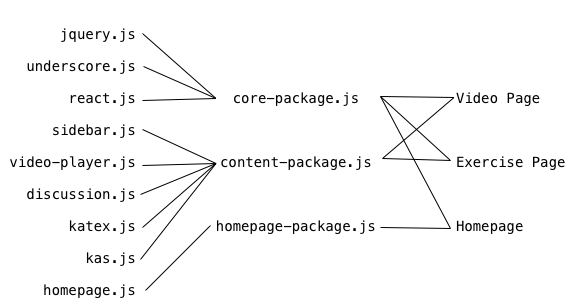 jquery.js
underscore.js
react.js
sidebar.js
video-player.js
discussion.js
katex.js
kas.js
homepage.js
core-package.js
content-package.js
homepage-package.js
Video Page
Exercise Page
Homepage